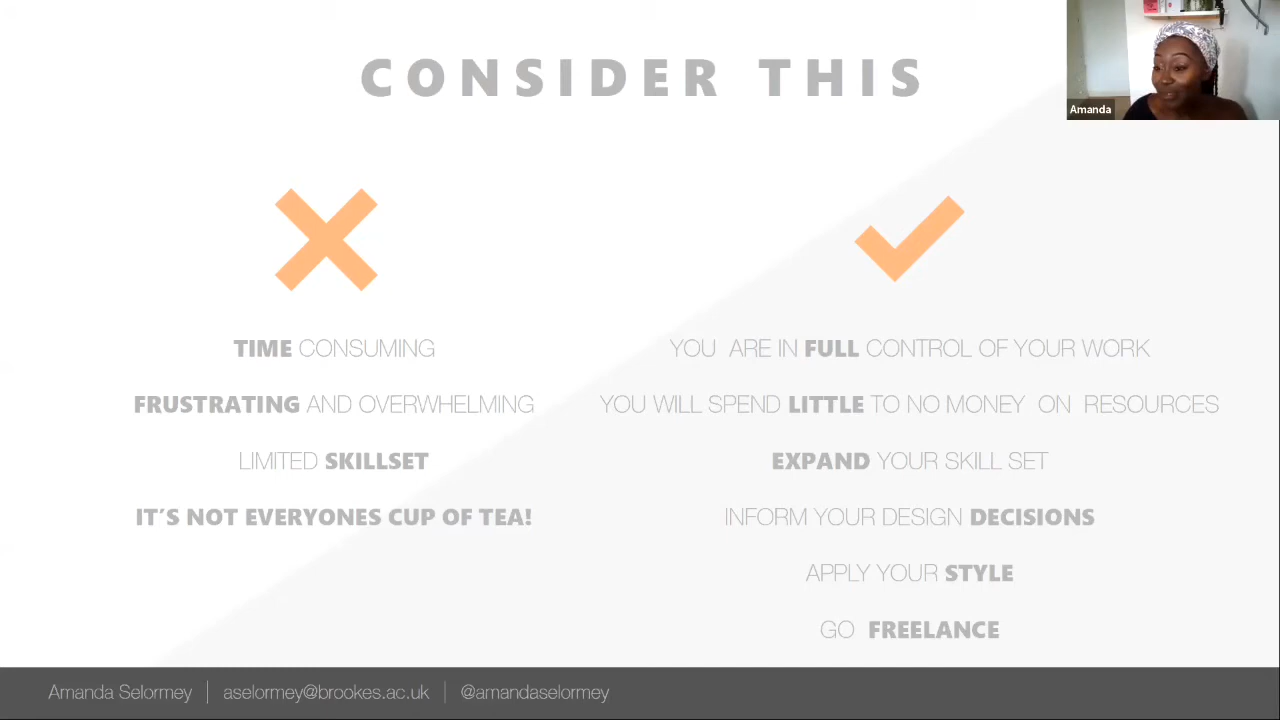 CONSIDER THIS
Amanda
TIME CONSUMING
FRUSTRATING AND OVERWHELMING
LIMITED SKILLSET
IT'S NOT EVERYONES CUP OF TEA!
YOU ARE IN FULL CONTROL OF YOUR WORK
YOU WILL SPEND LITTLE TO NO MONEY ON RESOURCES
EXPAND YOUR SKILL SET
INFORM YOUR DESIGN DECISIONS
APPLY YOUR STYLE
GO FREELANCE
Amanda Selormey | aselormey@brookes.ac.uk | @amandaselormey